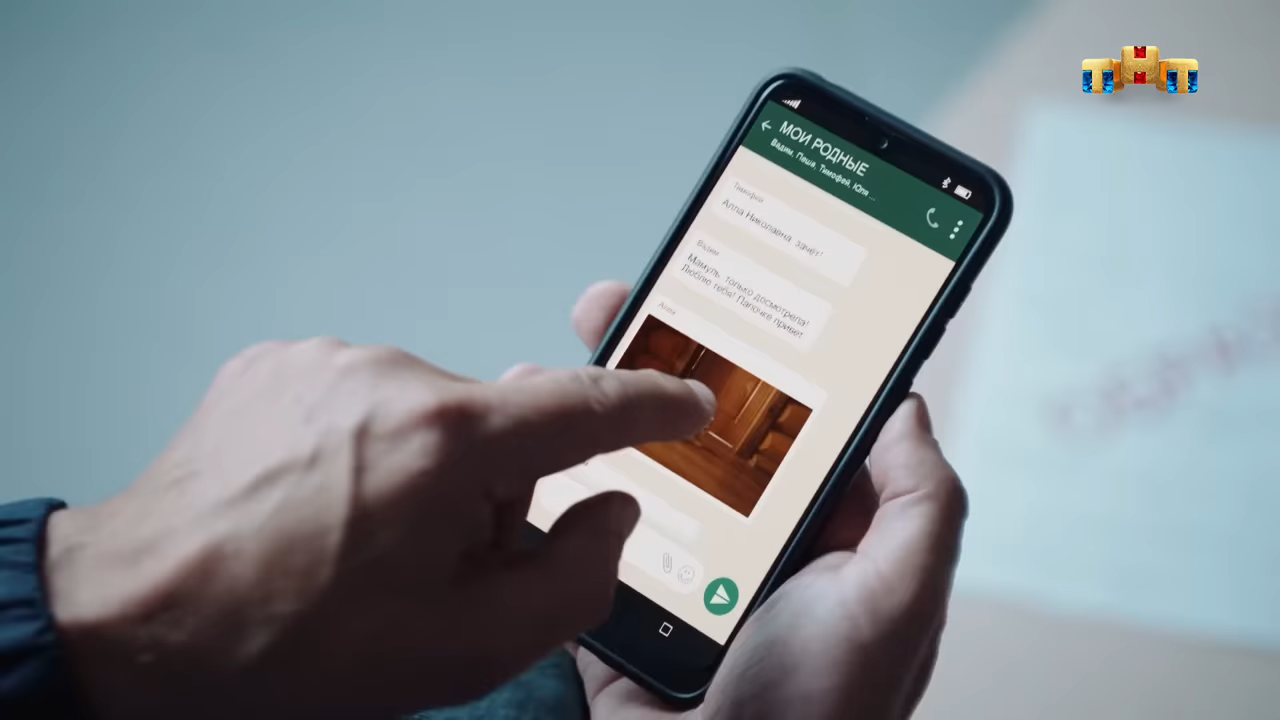 ТНТ
МОИ РОДНЫЕ
Вадим, Паша, Тимофей, Юля ...
Тимофей
Алла Николаевна, зачёт!
Вадим
Мамуль, только досмотрела!
Люблю тебя! Папочке привет
Алла